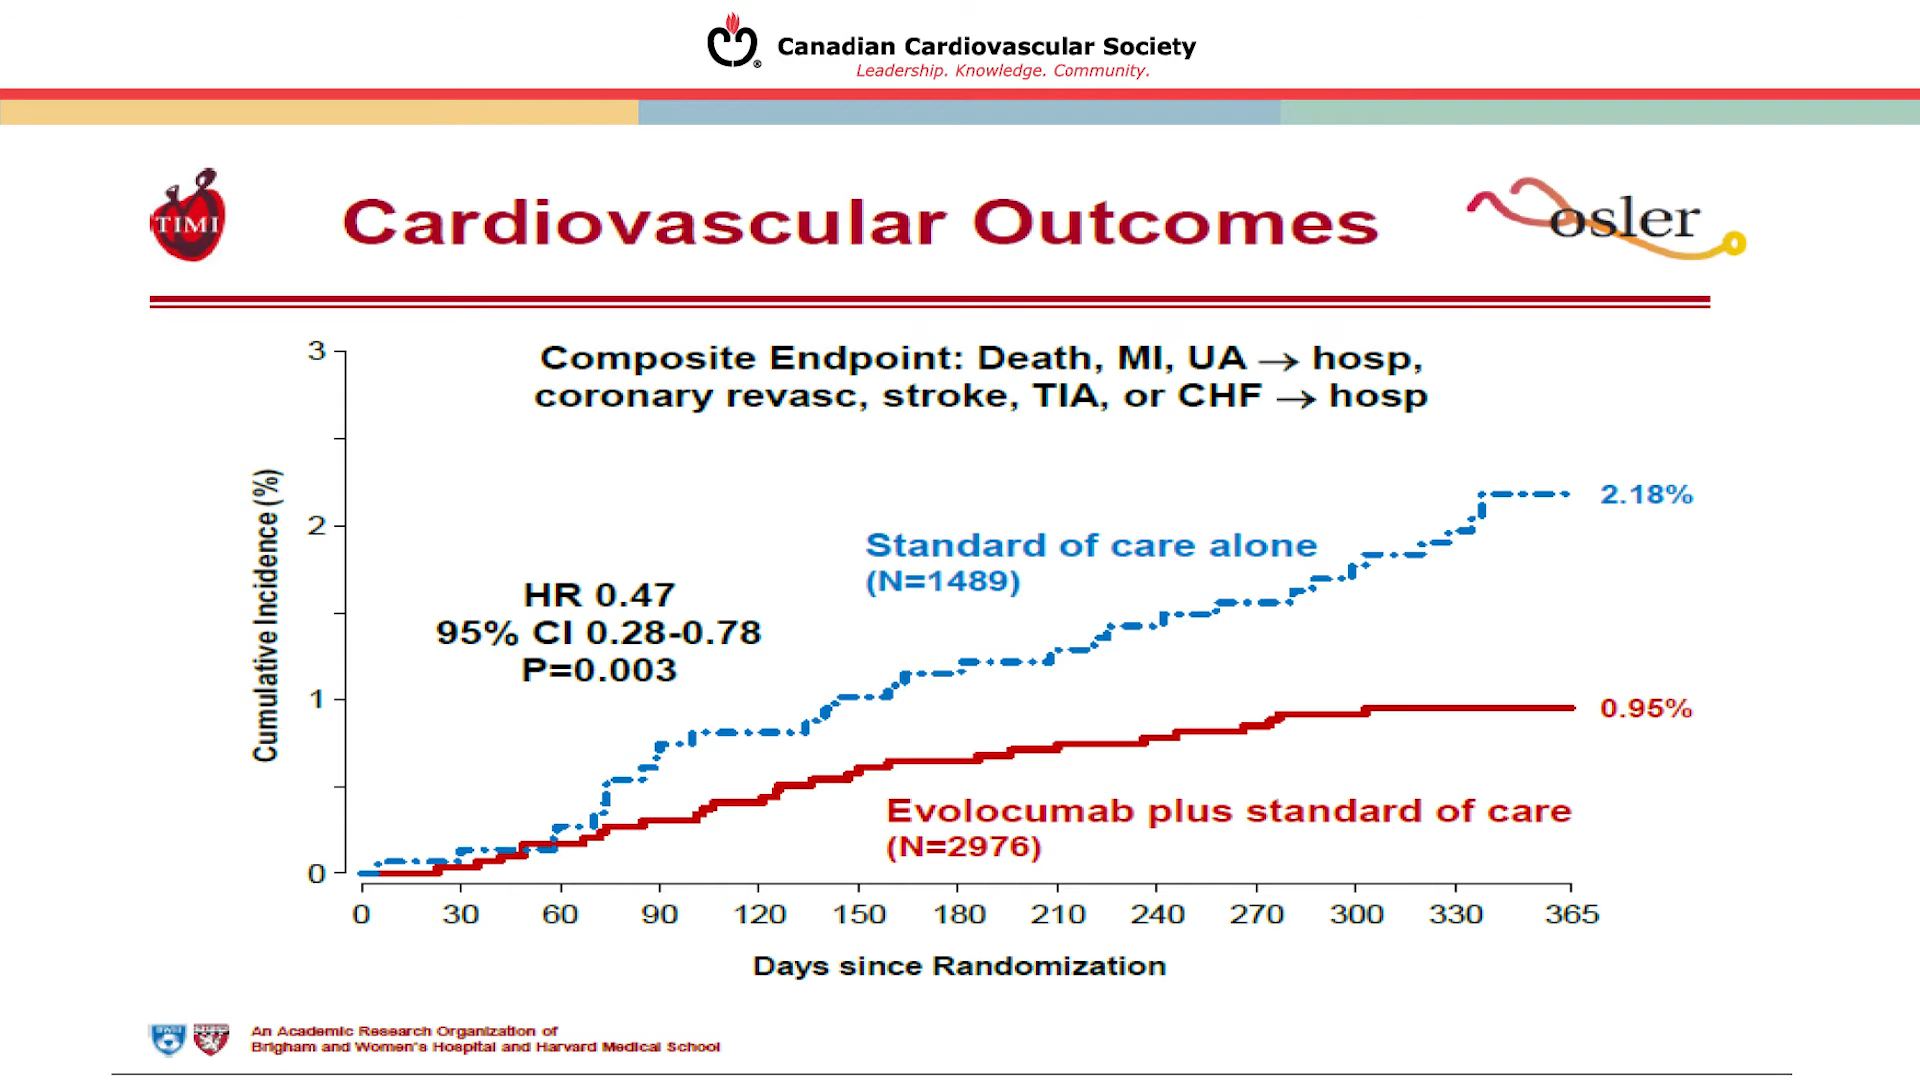 Canadian Cardiovascular Society
Leadership. Knowledge. Community.
TIMI
Cardiovascular Outcomes
osler
Composite Endpoint: Death, MI, UA → hosp,
coronary revasc, stroke, TIA, or CHF → hosp
3
2
1
0
Cumulative Incidence (%)
HR 0.47
95% CI 0.28-0.78
P=0.003
Standard of care alone
(N=1489)
2.18%
0.95%
Evolocumab plus standard of care
(N=2976)
0 30 60 90 120 150 180 210 240 270 300 330 365
Days since Randomization
An Academic Research Organization of
Brigham and Women's Hospital and Harvard Medical School